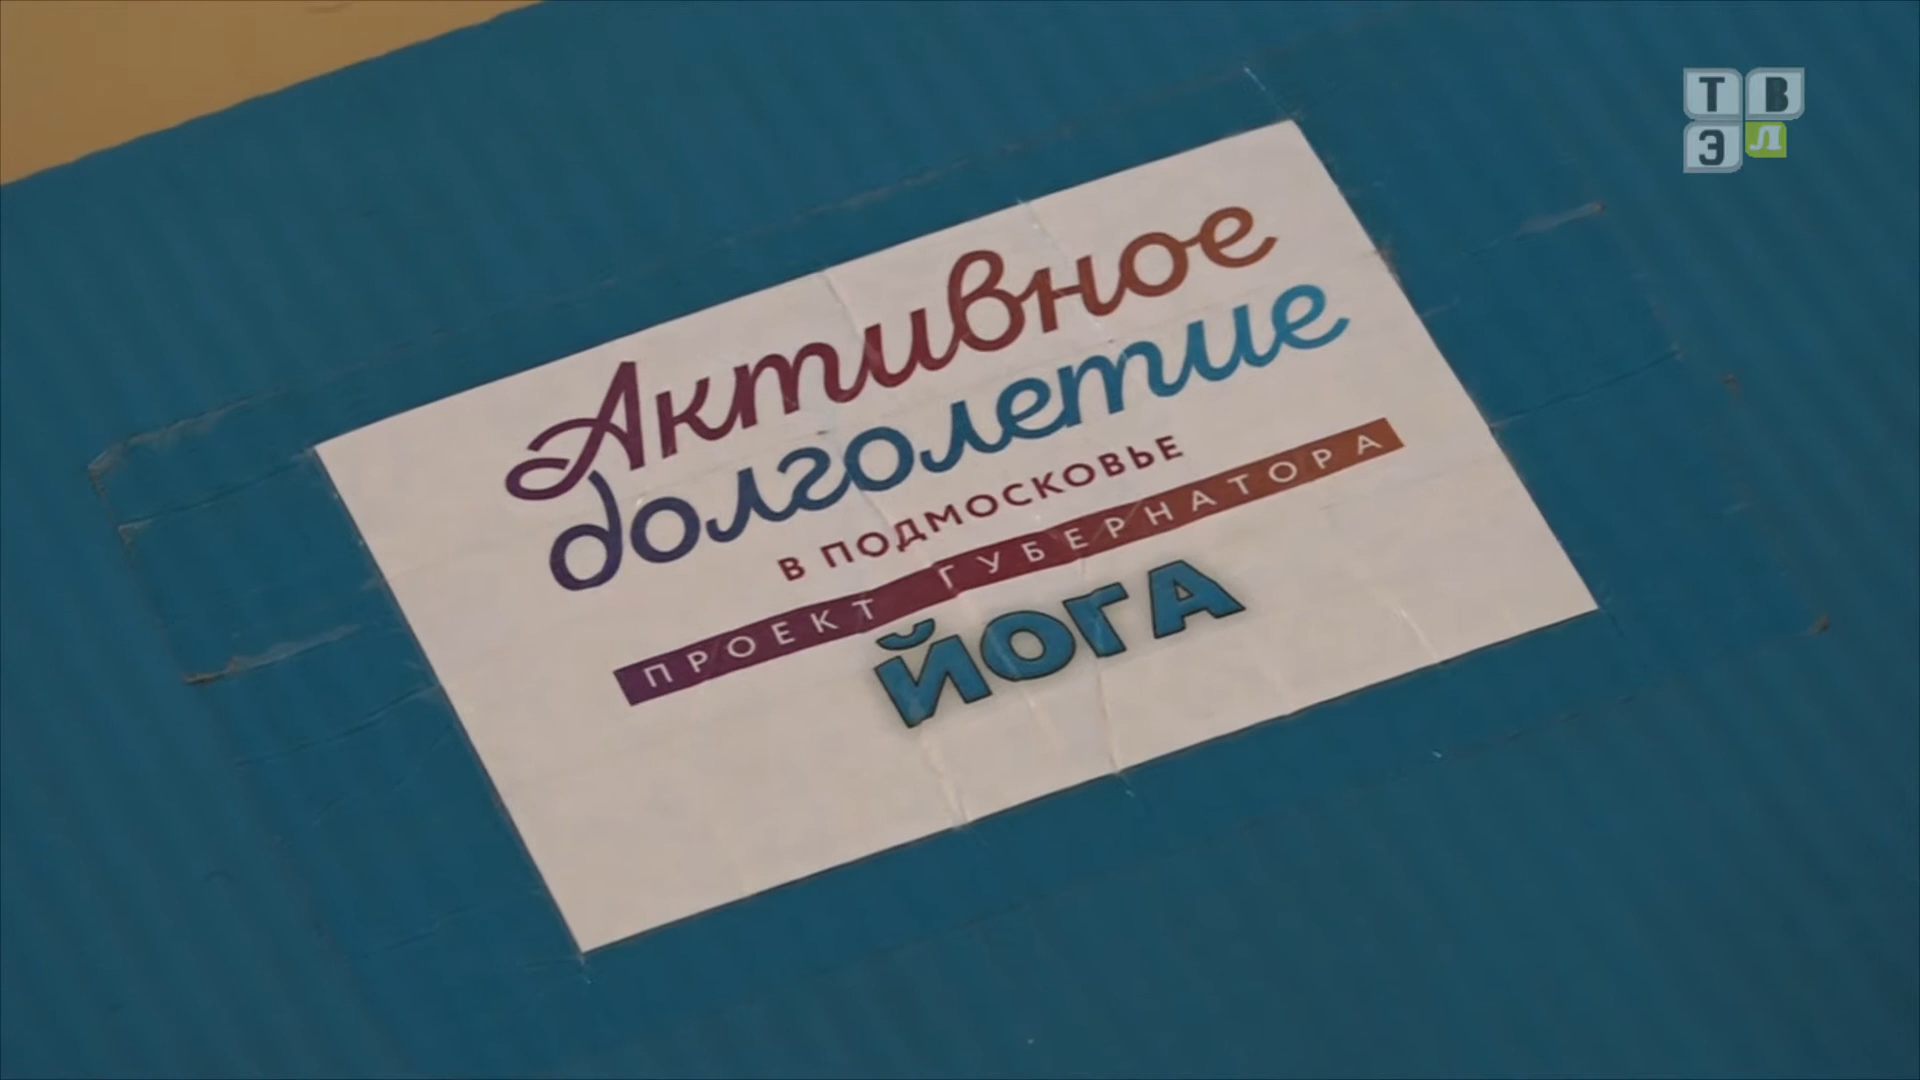 Активное
долголетие
В ПОДМОСКОВЬЕ
ПРОЕКТ ГУБЕРНАТОРА
ЙОГА
ТВ
ЭЛ